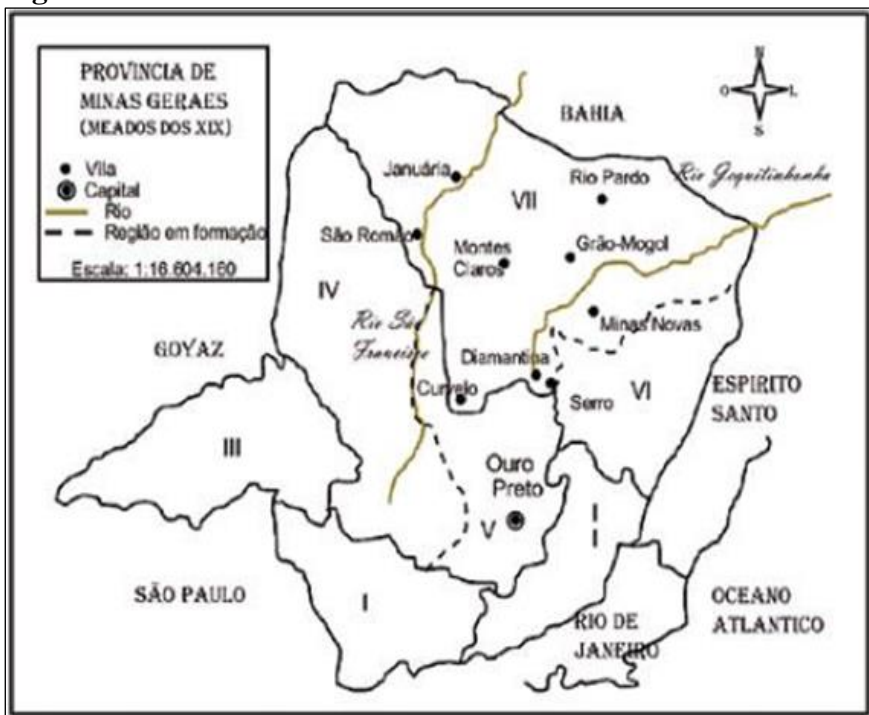 PROVINCIA DE
MINAS GERAES
(MEADOS DOS XIX)
Vila
Capital
Rio
Região em formação
Escala: 1:16.604.160
N
O
L
S
BAHIA
Rio Jequitinhonha
Januária
Rio Pardo
VII
São Romão
Montes
Claros
Grão-Mogol
IV
Rio São
Francisco
Minas Novas
GOYAZ
Diamantina
Curvelo
Serro
VI
ESPIRITO
SANTO
III
Ouro
Preto
V
II
SÃO PAULO
I
RIO DE
JANEIRO
OCEANO
ATLANTICO